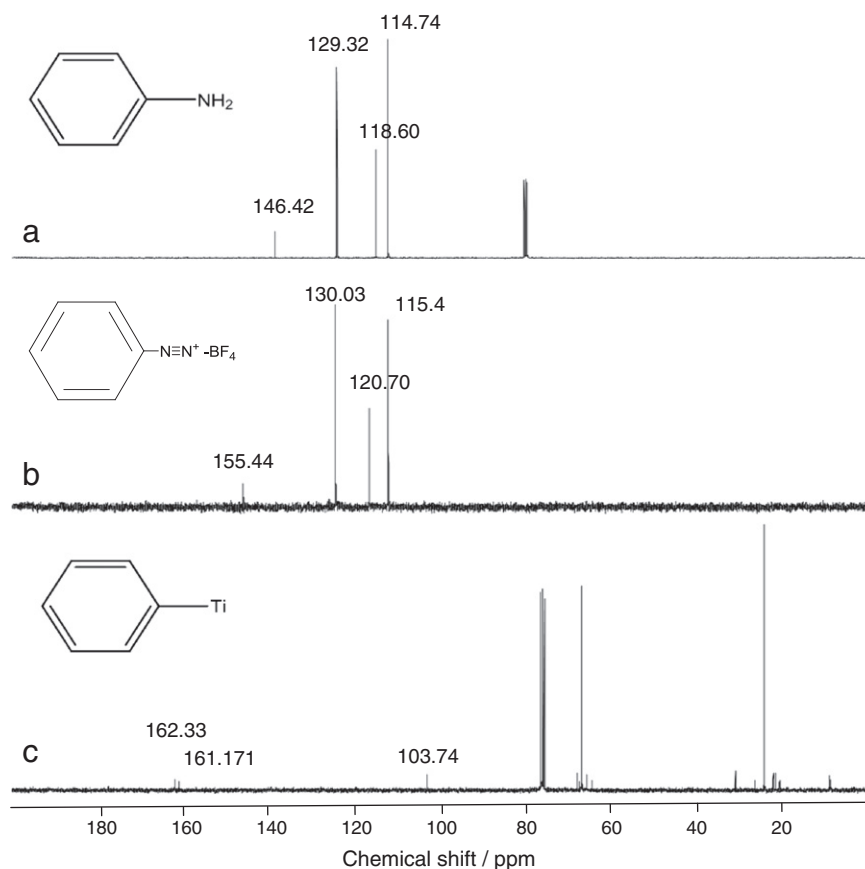 114.74
129.32
NH2
118.60
146.42
a
130.03
115.4
N≡N+ -BF4
120.70
155.44
b
Ti
162.33
161.171
103.74
c
180 160 140 120 100 80 60 40 20
Chemical shift / ppm